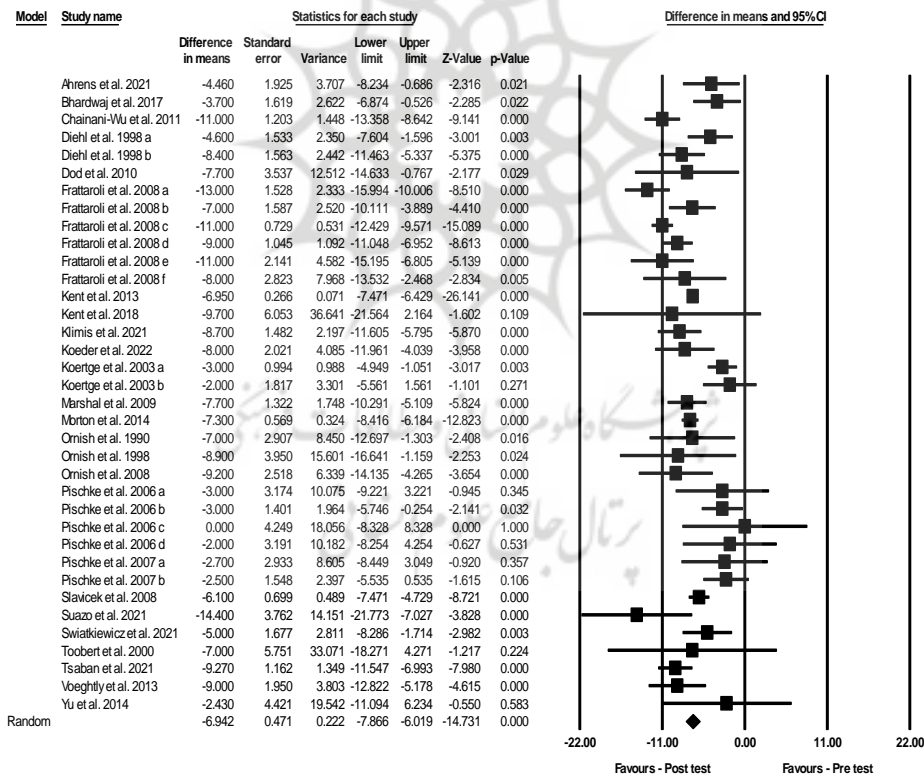 Model Study name Statistics for each study Difference in means and 95%CI
Difference in means Standard error Variance Lower limit Upper limit Z-Value p-Value
Ahrens et al. 2021 -4.460 1.925 3.707 -8.234 -0.686 -2.316 0.021
Bhardwaj et al. 2017 -3.700 1.619 2.622 -6.874 -0.526 -2.285 0.022
Chainani-Wu et al. 2011 -11.000 1.203 1.448 -13.358 -8.642 -9.141 0.000
Diehl et al. 1998 a -4.600 1.533 2.350 -7.604 -1.596 -3.001 0.003
Diehl et al. 1998 b -8.400 1.563 2.442 -11.463 -5.337 -5.375 0.000
Dod et al. 2010 -7.700 3.537 12.512 -14.633 -0.767 -2.177 0.029
Frattaroli et al. 2008 a -13.000 1.528 2.333 -15.994 -10.006 -8.510 0.000
Frattaroli et al. 2008 b -7.000 1.587 2.520 -10.111 -3.889 -4.410 0.000
Frattaroli et al. 2008 c -11.000 0.729 0.531 -12.429 -9.571 -15.089 0.000
Frattaroli et al. 2008 d -9.000 1.045 1.092 -11.048 -6.952 -8.613 0.000
Frattaroli et al. 2008 e -11.000 2.141 4.582 -15.195 -6.805 -5.139 0.000
Frattaroli et al. 2008 f -8.000 2.823 7.968 -13.532 -2.468 -2.834 0.005
Kent et al. 2013 -6.950 0.266 0.071 -7.471 -6.429 -26.141 0.000
Kent et al. 2018 -9.700 6.053 36.641 -21.564 2.164 -1.602 0.109
Klimis et al. 2021 -8.700 1.482 2.197 -11.605 -5.795 -5.870 0.000
Koeder et al. 2022 -8.000 2.021 4.085 -11.961 -4.039 -3.958 0.000
Koertge et al. 2003 a -3.000 0.994 0.988 -4.949 -1.051 -3.017 0.003
Koertge et al. 2003 b -2.000 1.817 3.301 -5.561 1.561 -1.101 0.271
Marshal et al. 2009 -7.700 1.322 1.748 -10.291 -5.109 -5.824 0.000
Morton et al. 2014 -7.300 0.569 0.324 -8.416 -6.184 -12.823 0.000
Ornish et al. 1990 -7.000 2.907 8.450 -12.697 -1.303 -2.408 0.016
Ornish et al. 1998 -8.900 3.950 15.601 -16.641 -1.159 -2.253 0.024
Ornish et al. 2008 -9.200 2.518 6.339 -14.135 -4.265 -3.654 0.000
Pischke et al. 2006 a -3.000 3.174 10.075 -9.221 3.221 -0.945 0.345
Pischke et al. 2006 b -3.000 1.401 1.964 -5.746 -0.254 -2.141 0.032
Pischke et al. 2006 c 0.000 4.249 18.056 -8.328 8.328 0.000 1.000
Pischke et al. 2006 d -2.000 3.191 10.182 -8.254 4.254 -0.627 0.531
Pischke et al. 2007 a -2.700 2.933 8.605 -8.449 3.049 -0.920 0.357
Pischke et al. 2007 b -2.500 1.548 2.397 -5.535 0.535 -1.615 0.106
Slavicek et al. 2008 -6.100 0.699 0.489 -7.471 -4.729 -8.721 0.000
Suazo et al. 2021 -14.400 3.762 14.151 -21.773 -7.027 -3.828 0.000
Swiatkiewicz et al. 2021 -5.000 1.677 2.811 -8.286 -1.714 -2.982 0.003
Toobert et al. 2000 -7.000 5.751 33.071 -18.271 4.271 -1.217 0.224
Tsaban et al. 2021 -9.270 1.162 1.349 -11.547 -6.993 -7.980 0.000
Voeghtly et al. 2013 -9.000 1.950 3.803 -12.822 -5.178 -4.615 0.000
Yu et al. 2014 -2.430 4.421 19.542 -11.094 6.234 -0.550 0.583
Random -6.942 0.471 0.222 -7.866 -6.019 -14.731 0.000
-22.00 -11.00 0.00 11.00 22.00
Favours - Post test Favours - Pre test
پژوهشگاه علوم انسانی و مطالعات فرهنگی
پرتال جامع علوم انسانی